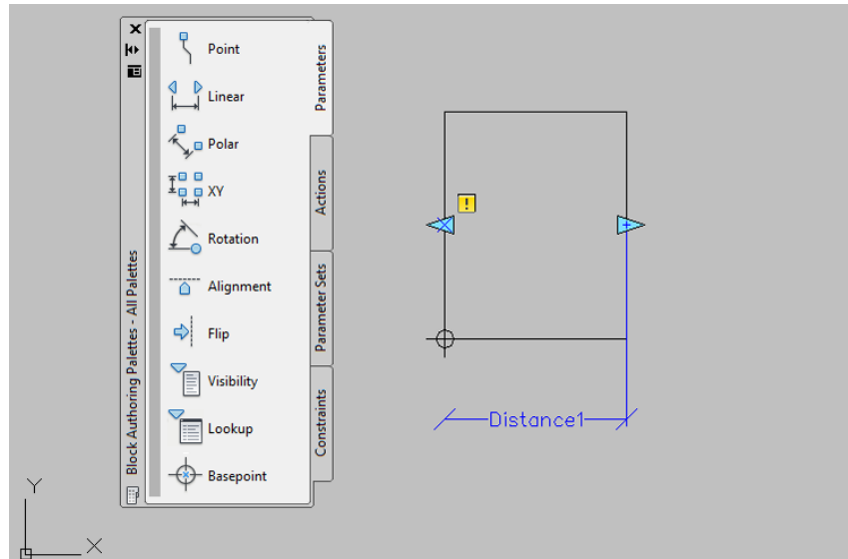 Block Authoring Palettes - All Palettes
Point
Linear
Polar
XY
Rotation
Alignment
Flip
Visibility
Lookup
Basepoint
Parameters
Actions
Parameter Sets
Constraints
!
Distance1
Y
X